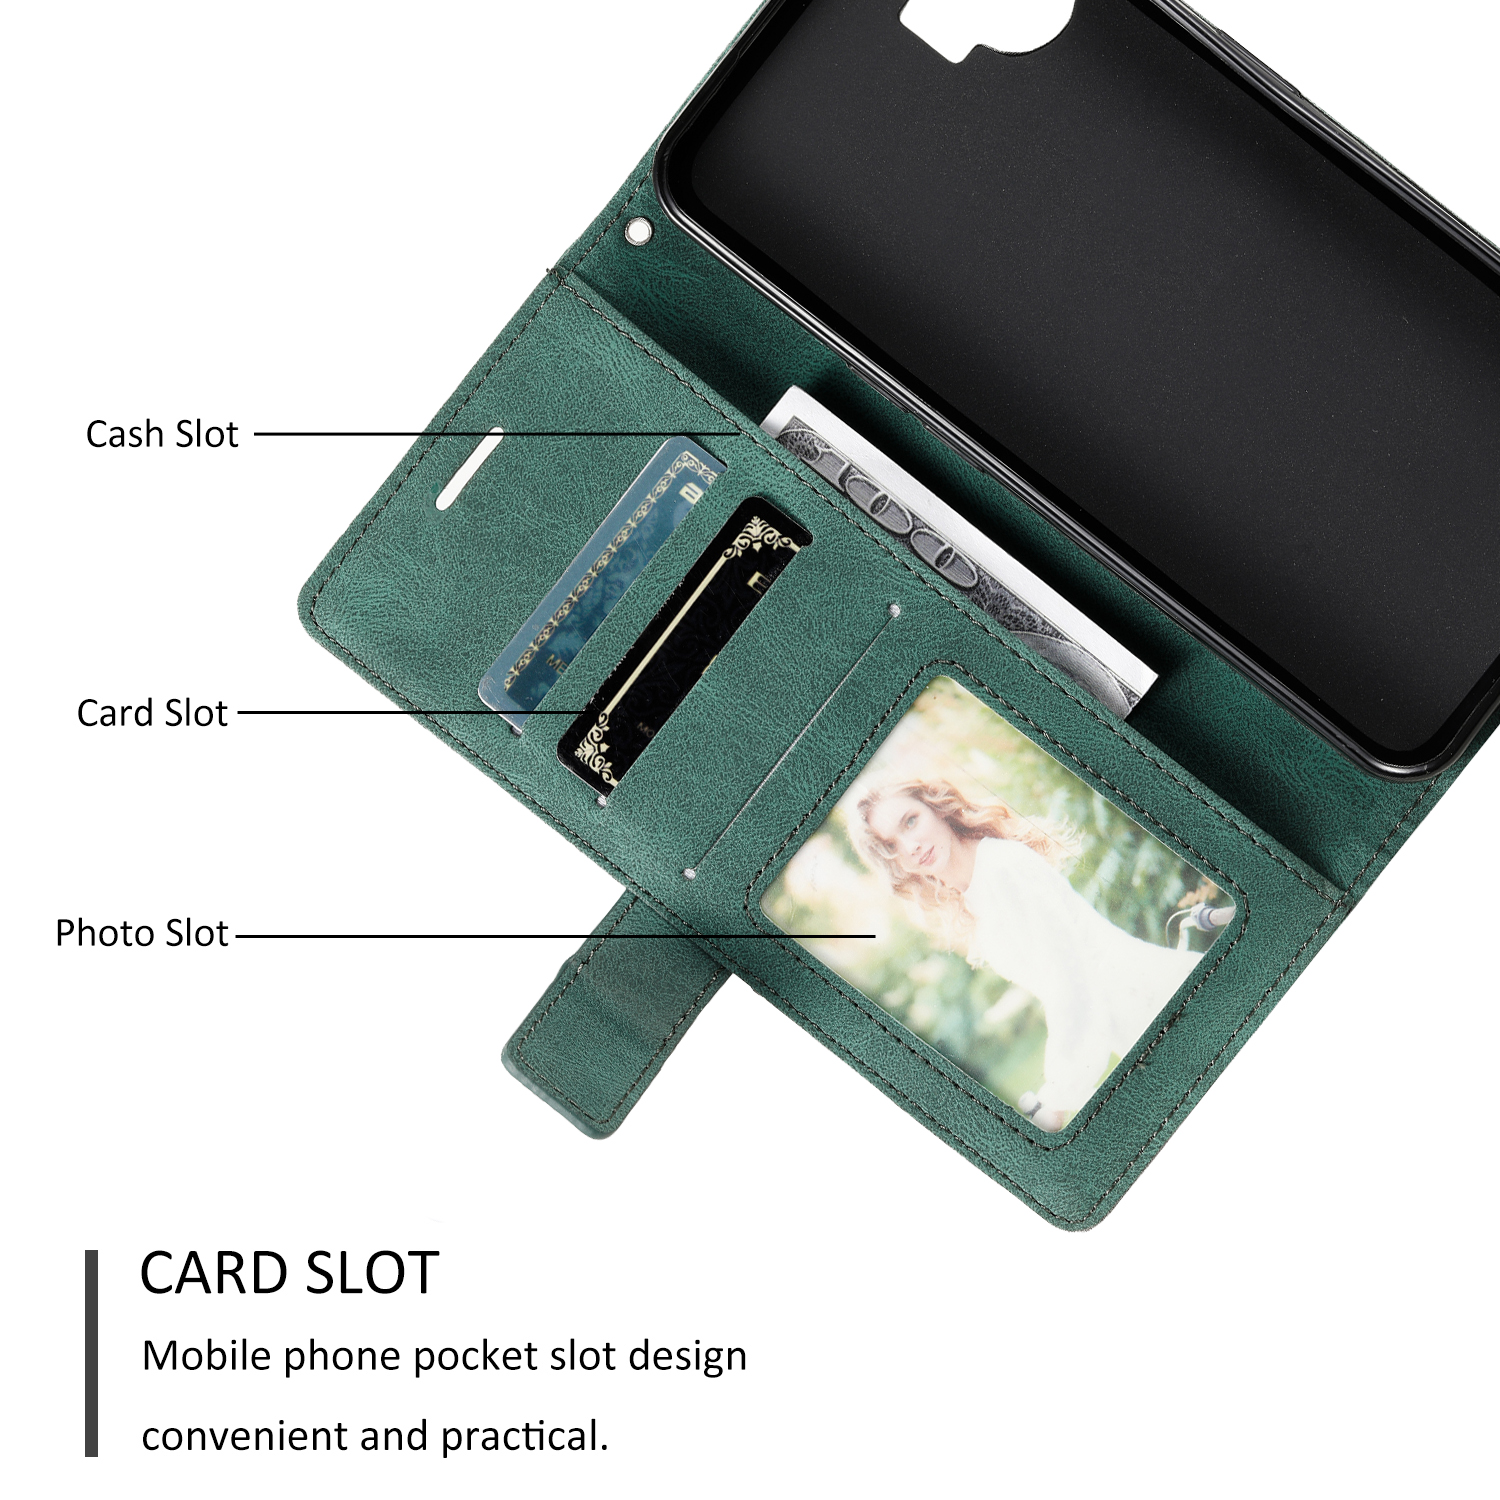 Cash Slot
Card Slot
Photo Slot
CARD SLOT
Mobile phone pocket slot design
convenient and practical.